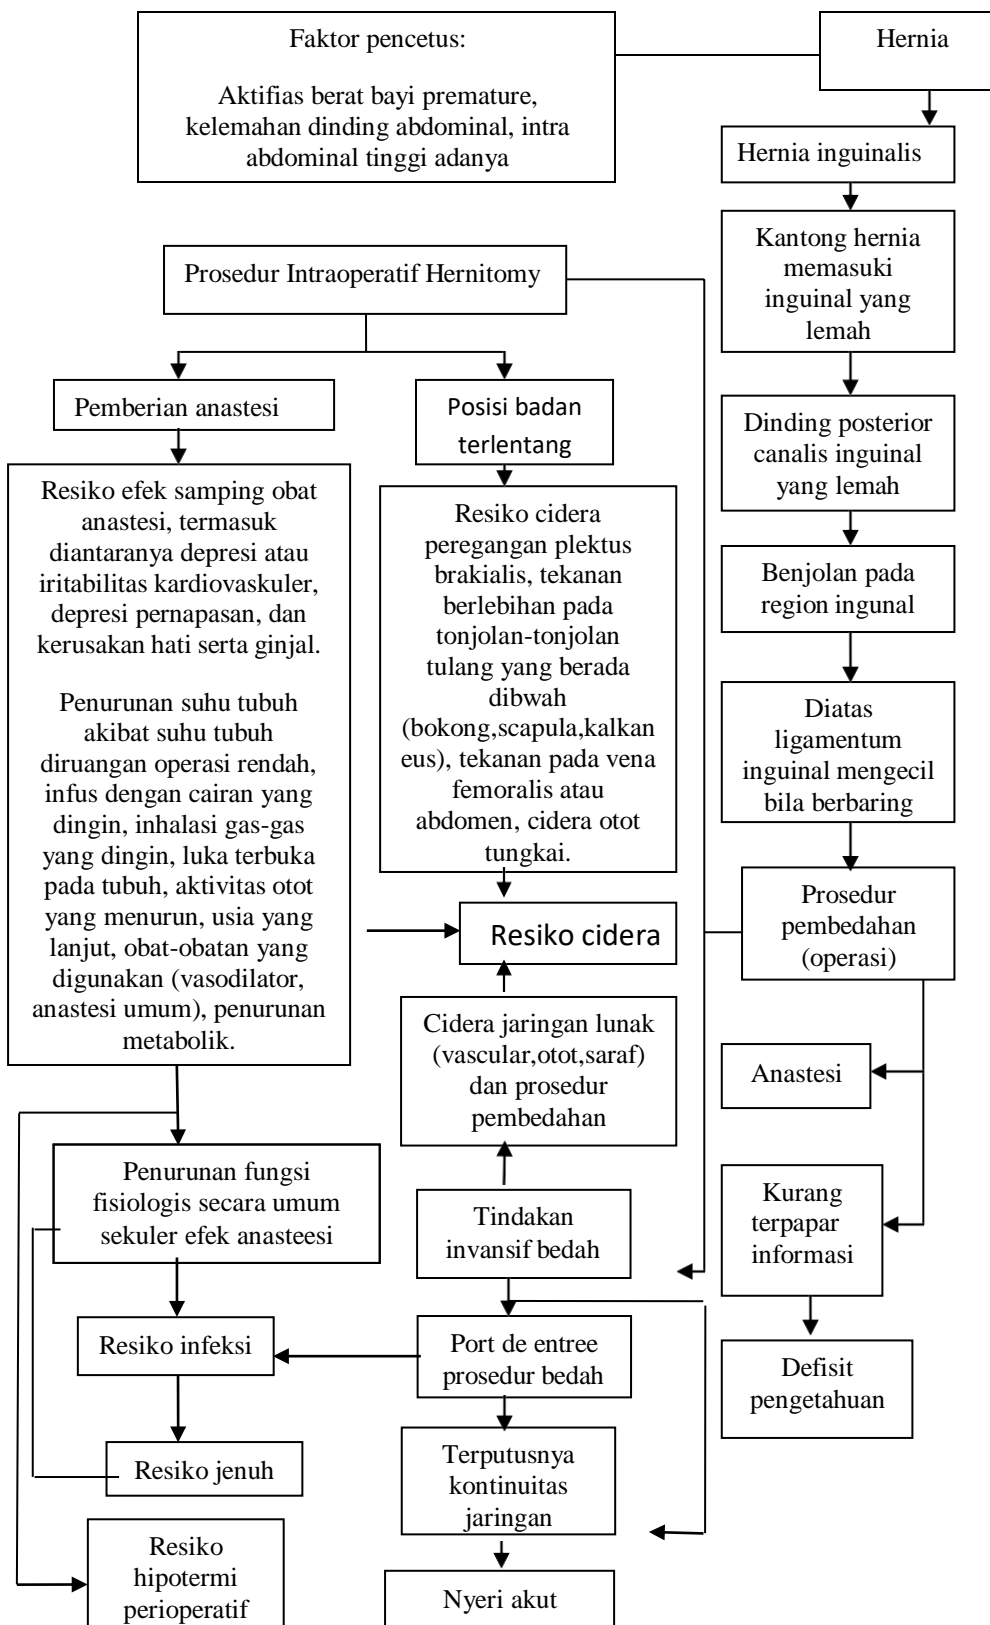 Faktor pencetus:
Aktifias berat bayi premature,
kelemahan dinding abdominal, intra
abdominal tinggi adanya
Hernia
Hernia inguinalis
Kantong hernia
memasuki
inguinal yang
lemah
Prosedur Intraoperatif Hernitomy
Pemberian anastesi
Posisi badan
terlentang
Dinding posterior
canalis inguinal
yang lemah
Resiko efek samping obat
anastesi, termasuk
diantaranya depresi atau
iritabilitas kardiovaskuler,
depresi pernapasan, dan
kerusakan hati serta ginjal.
Penurunan suhu tubuh
akibat suhu tubuh
diruangan operasi rendah,
infus dengan cairan yang
dingin, inhalasi gas-gas
yang dingin, luka terbuka
pada tubuh, aktivitas otot
yang menurun, usia yang
lanjut, obat-obatan yang
digunakan (vasodilator,
anastesi umum), penurunan
metabolik.
Resiko cidera
peregangan plektus
brakialis, tekanan
berlebihan pada
tonjolan-tonjolan
tulang yang berada
dibwah
(bokong,scapula,kalkan
eus), tekanan pada vena
femoralis atau
abdomen, cidera otot
tungkai.
Benjolan pada
region ingunal
Diatas
ligamentum
inguinal mengecil
bila berbaring
Resiko cidera
Prosedur
pembedahan
(operasi)
Cidera jaringan lunak
(vascular,otot,saraf)
dan prosedur
pembedahan
Anastesi
Penurunan fungsi
fisiologis secara umum
sekuler efek anasteesi
Tindakan
invansif bedah
Kurang
terpapar
informasi
Resiko infeksi
Port de entree
prosedur bedah
Defisit
pengetahuan
Resiko jenuh
Terputusnya
kontinuitas
jaringan
Resiko
hipotermi
perioperatif
Nyeri akut